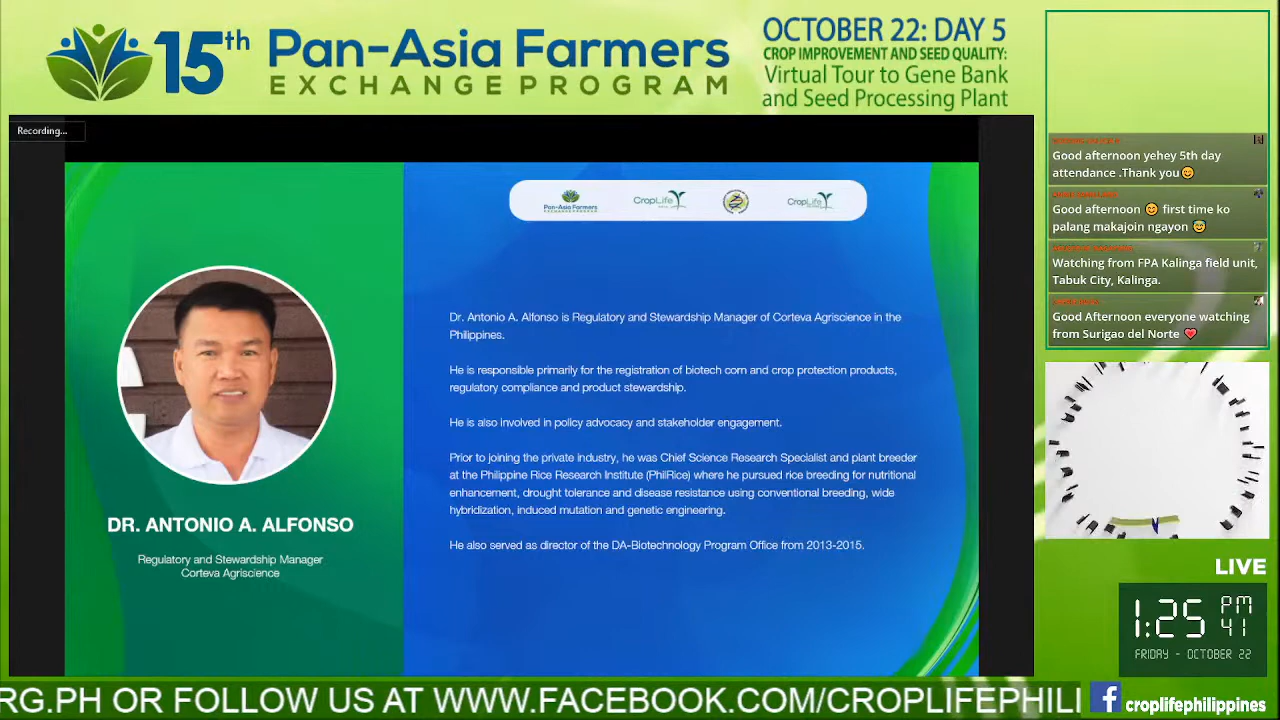 15th Pan-Asia Farmers
EXCHANGE PROGRAM
OCTOBER 22: DAY 5
CROP IMPROVEMENT AND SEED QUALITY:
Virtual Tour to Gene Bank
and Seed Processing Plant
Recording...
Pan-Asia Farmers
CropLife
CropLife
DR. ANTONIO A. ALFONSO
Regulatory and Stewardship Manager
Corteva Agriscience
Dr. Antonio A. Alfonso is Regulatory and Stewardship Manager of Corteva Agriscience in the
Philippines.
He is responsible primarily for the registration of biotech corn and crop protection products,
regulatory compliance and product stewardship.
He is also involved in policy advocacy and stakeholder engagement.
Prior to joining the private industry, he was Chief Science Research Specialist and plant breeder
at the Philippine Rice Research Institute (PhilRice) where he pursued rice breeding for nutritional
enhancement, drought tolerance and disease resistance using conventional breeding, wide
hybridization, induced mutation and genetic engineering.
He also served as director of the DA-Biotechnology Program Office from 2013-2015.
Good afternoon yehey 5th day
attendance .Thank you😊
Good afternoon 😊 first time ko
palang makajoin ngayon 😇
Watching from FPA Kalinga field unit,
Tabuk City, Kalinga.
Good Afternoon everyone watching
from Surigao del Norte ❤️
LIVE
1:25 PM
41
FRIDAY - OCTOBER 22
RG.PH OR FOLLOW US AT WWW.FACEBOOK.COM/CROPLIFEPHILI
croplifephilippines